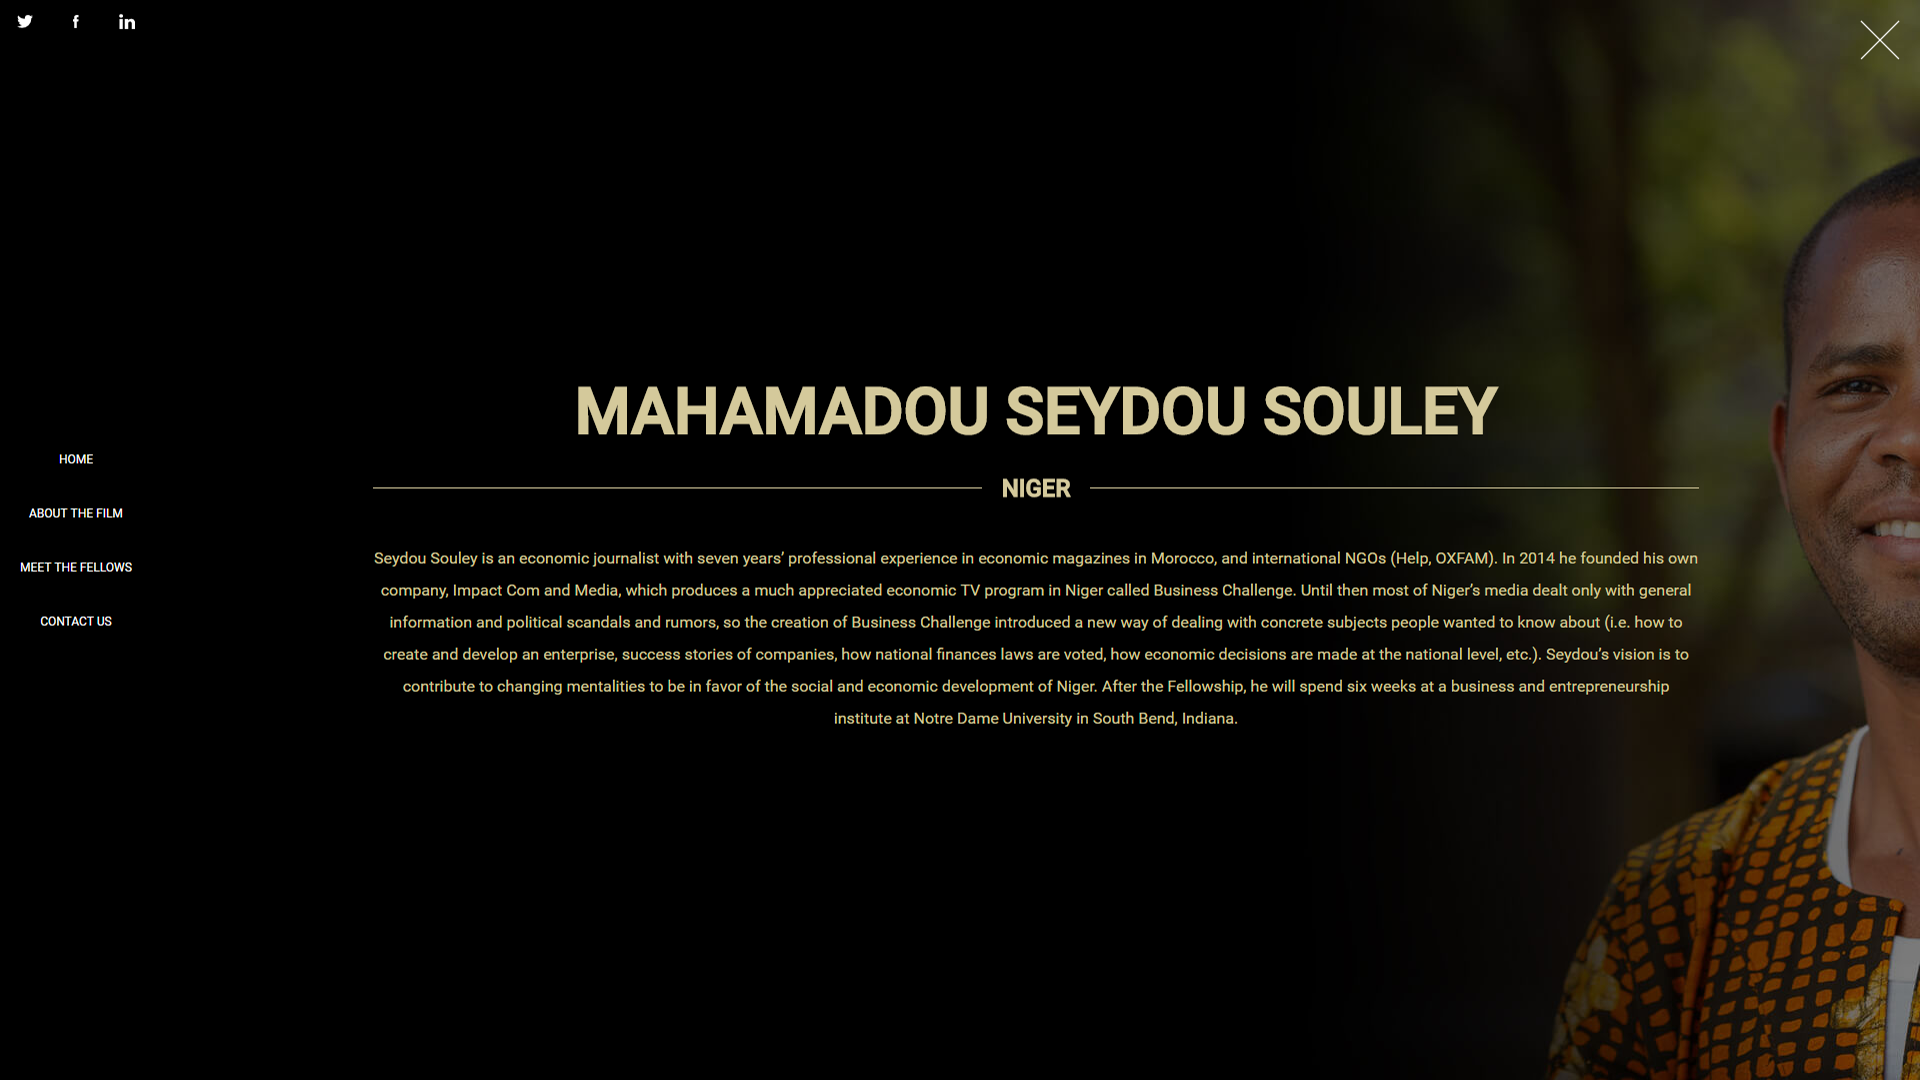 HOME
ABOUT THE FILM
MEET THE FELLOWS
CONTACT US
MAHAMADOU SEYDOU SOULEY
NIGER
Seydou Souley is an economic journalist with seven years’ professional experience in economic magazines in Morocco, and international NGOs (Help, OXFAM). In 2014 he founded his own
company, Impact Com and Media, which produces a much appreciated economic TV program in Niger called Business Challenge. Until then most of Niger’s media dealt only with general
information and political scandals and rumors, so the creation of Business Challenge introduced a new way of dealing with concrete subjects people wanted to know about (i.e. how to
create and develop an enterprise, success stories of companies, how national finances laws are voted, how economic decisions are made at the national level, etc.). Seydou’s vision is to
contribute to changing mentalities to be in favor of the social and economic development of Niger. After the Fellowship, he will spend six weeks at a business and entrepreneurship
institute at Notre Dame University in South Bend, Indiana.